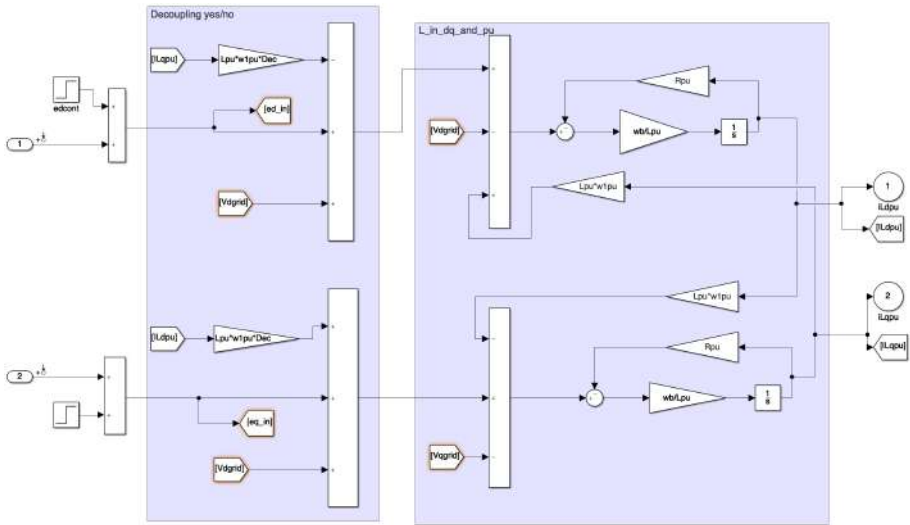 Decoupling yes/no
L_in_dq_and_pu
[ILqpu]
Lpu*w1pu*Dec
edcont
[ed_in]
1
[Vdgrid]
[Vdgrid]
Rpu
wb/Lpu
1
s
Lpu*w1pu
1
iLdpu
[ILdpu]
Lpu*w1pu
2
iLqpu
[ILqpu]
[ILdpu]
Lpu*w1pu*Dec
Rpu
2
wb/Lpu
1
s
[eq_in]
[Vdgrid]
[Vqgrid]